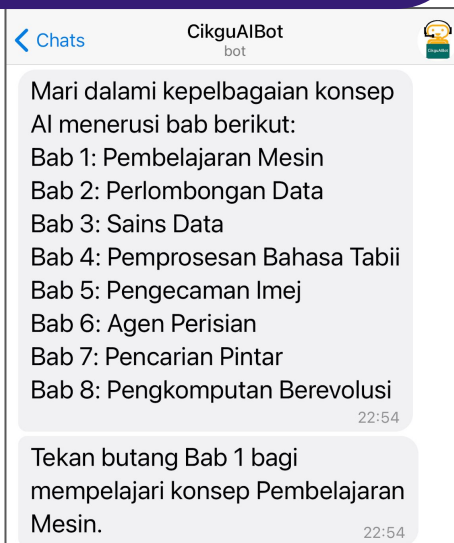 Chats
CikguAIBot
bot
CikguAIBot
Mari dalami kepelbagaian konsep
AI menerusi bab berikut:
Bab 1: Pembelajaran Mesin
Bab 2: Perlombongan Data
Bab 3: Sains Data
Bab 4: Pemprosesan Bahasa Tabii
Bab 5: Pengecaman Imej
Bab 6: Agen Perisian
Bab 7: Pencarian Pintar
Bab 8: Pengkomputan Berevolusi
22:54
Tekan butang Bab 1 bagi
mempelajari konsep Pembelajaran
Mesin.
22:54